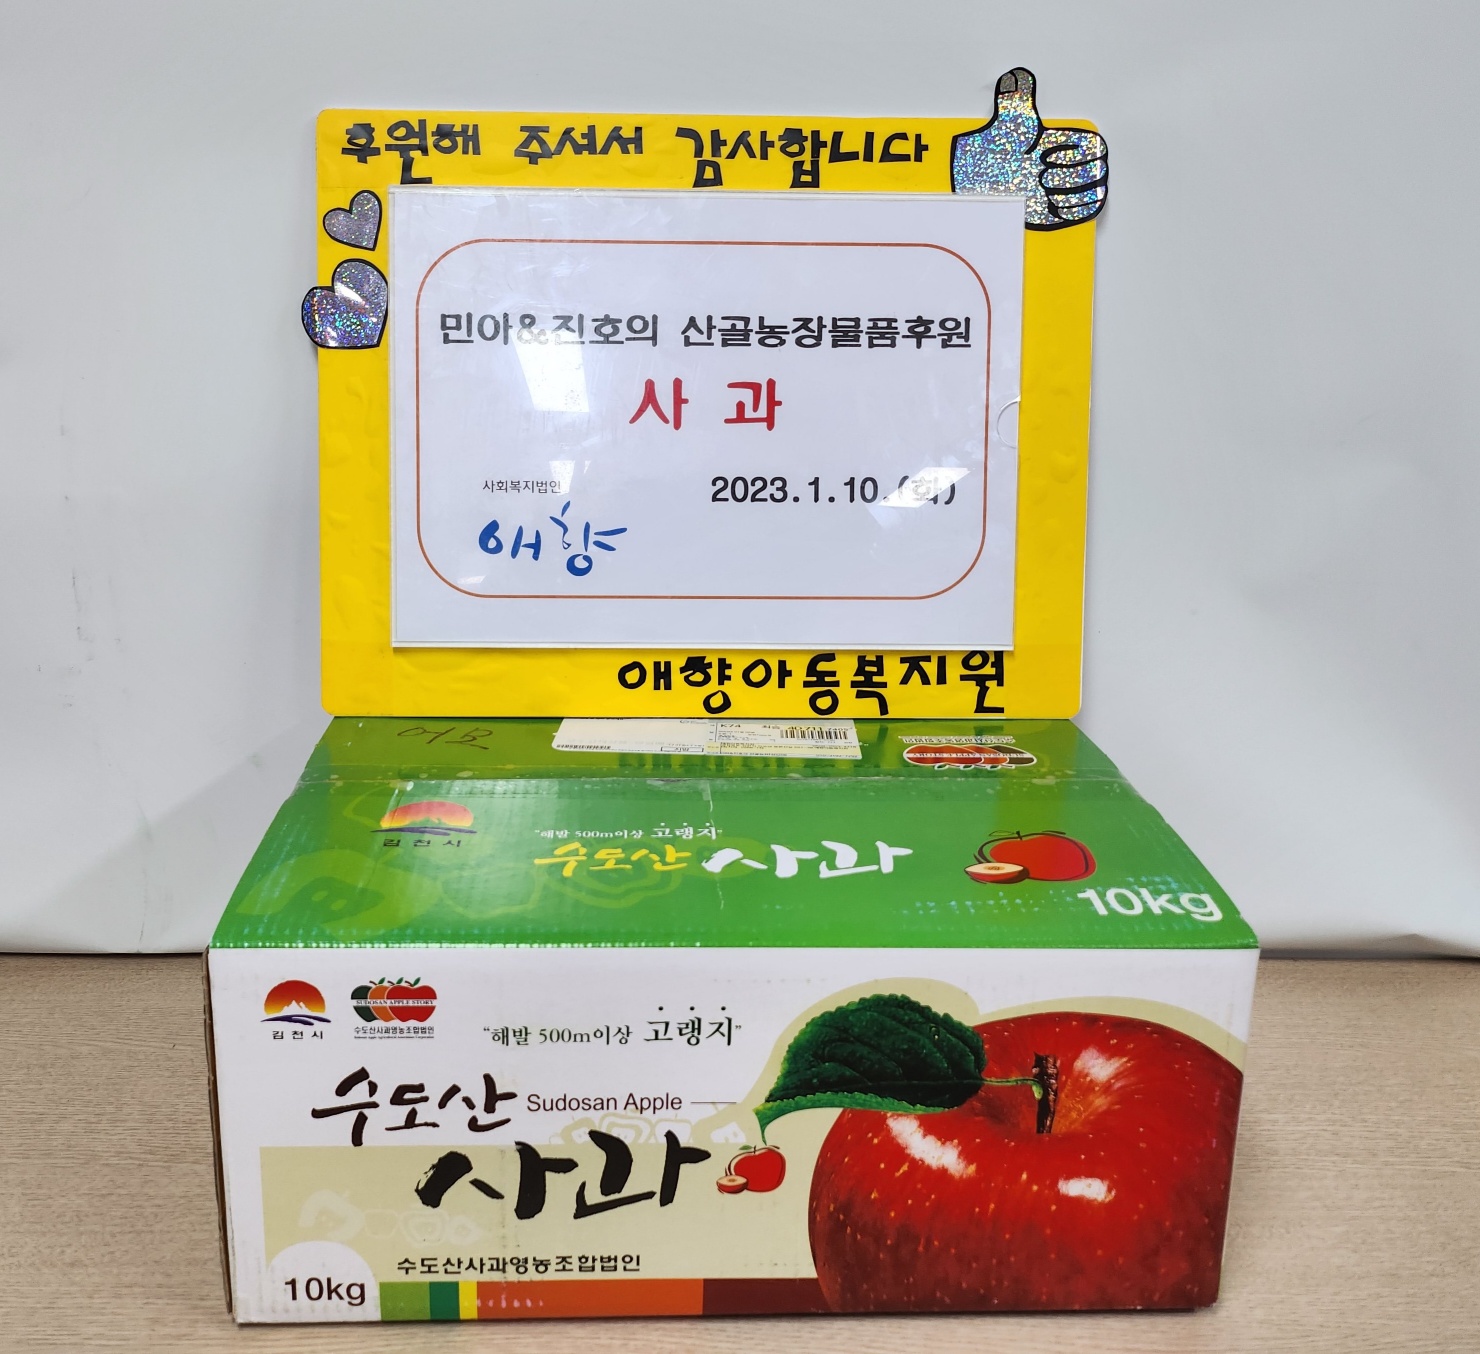 후원해 주셔서 감사합니다
민아&진호의 산골농장물품후원
사 과
2023.1.10.(화)
사회복지법인
애향
애향아동복지원
K74
김천시
"해발 500m이상 고랭지"
수도산 사과
10kg
김천시
SUDOSAN APPLE STORY
수도산사과영농조합법인
"해발 500m이상 고랭지"
수도산 Sudosan Apple
사과
수도산사과영농조합법인
10kg